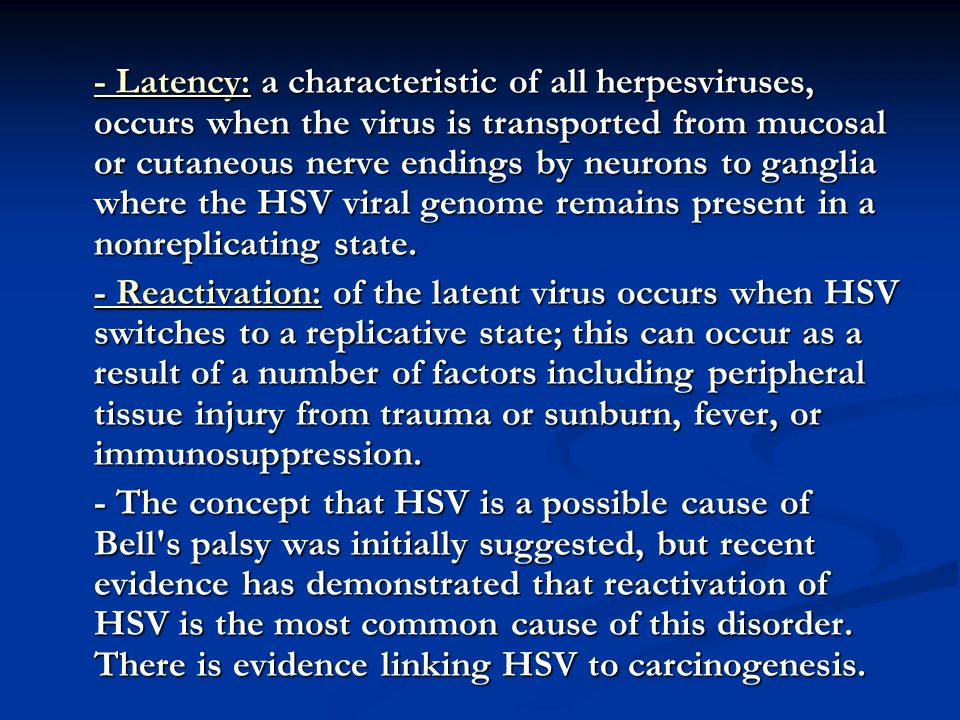 - Latency: a characteristic of all herpesviruses,
occurs when the virus is transported from mucosal
or cutaneous nerve endings by neurons to ganglia
where the HSV viral genome remains present in a
nonreplicating state.
- Reactivation: of the latent virus occurs when HSV
switches to a replicative state; this can occur as a
result of a number of factors including peripheral
tissue injury from trauma or sunburn, fever, or
immunosuppression.
- The concept that HSV is a possible cause of
Bell's palsy was initially suggested, but recent
evidence has demonstrated that reactivation of
HSV is the most common cause of this disorder.
There is evidence linking HSV to carcinogenesis.